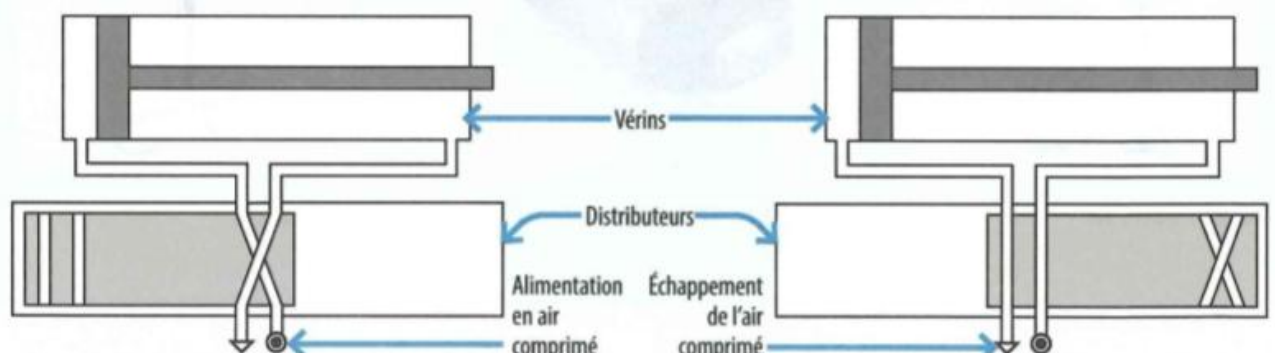 Vérins
Distributeurs
Alimentation
en air
comprimé
Échappement
de l'air
comprimé